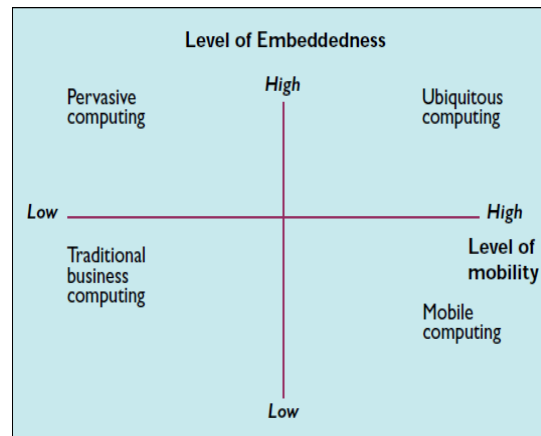 Level of Embeddedness
High
Pervasive
computing
Ubiquitous
computing
Low
High
Traditional
business
computing
Level of
mobility
Mobile
computing
Low